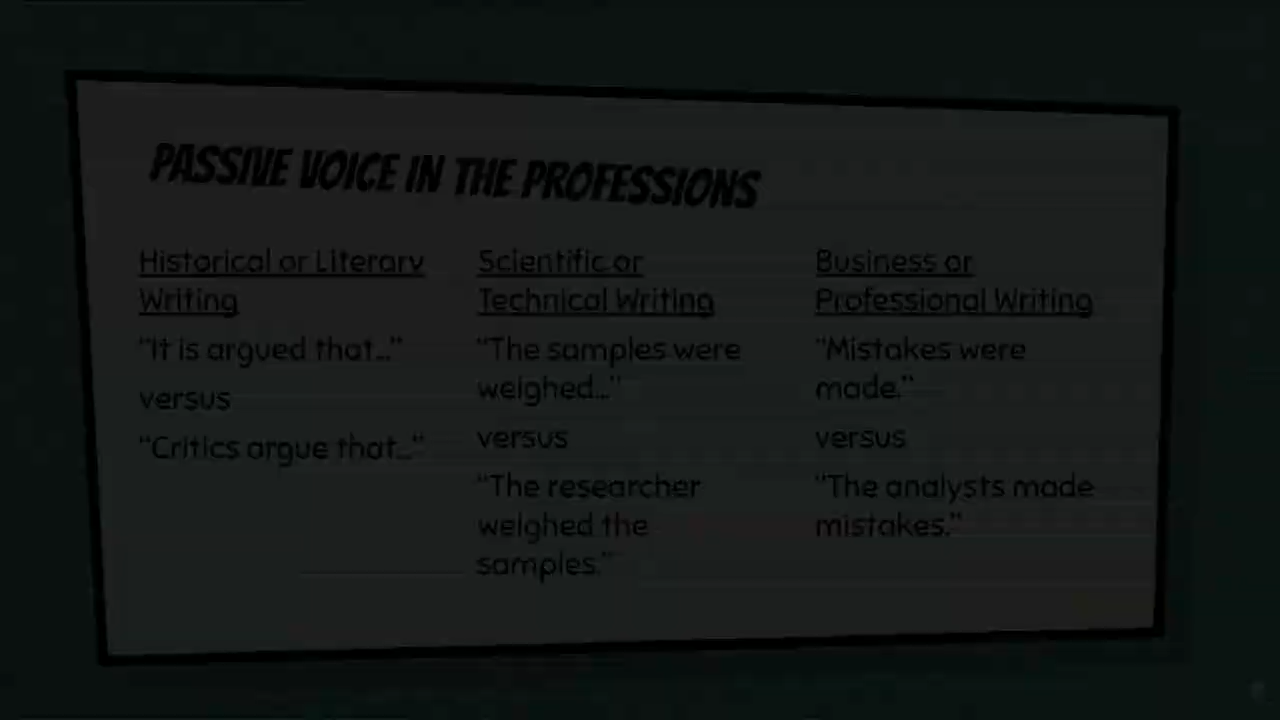 PASSIVE VOICE IN THE PROFESSIONS
Historical or Literary
Writing
"It is argued that..."
versus
"Critics argue that..."
Scientific or
Technical Writing
"The samples were
weighed..."
versus
"The researcher
weighed the
samples."
Business or
Professional Writing
"Mistakes were
made."
versus
"The analysts made
mistakes."